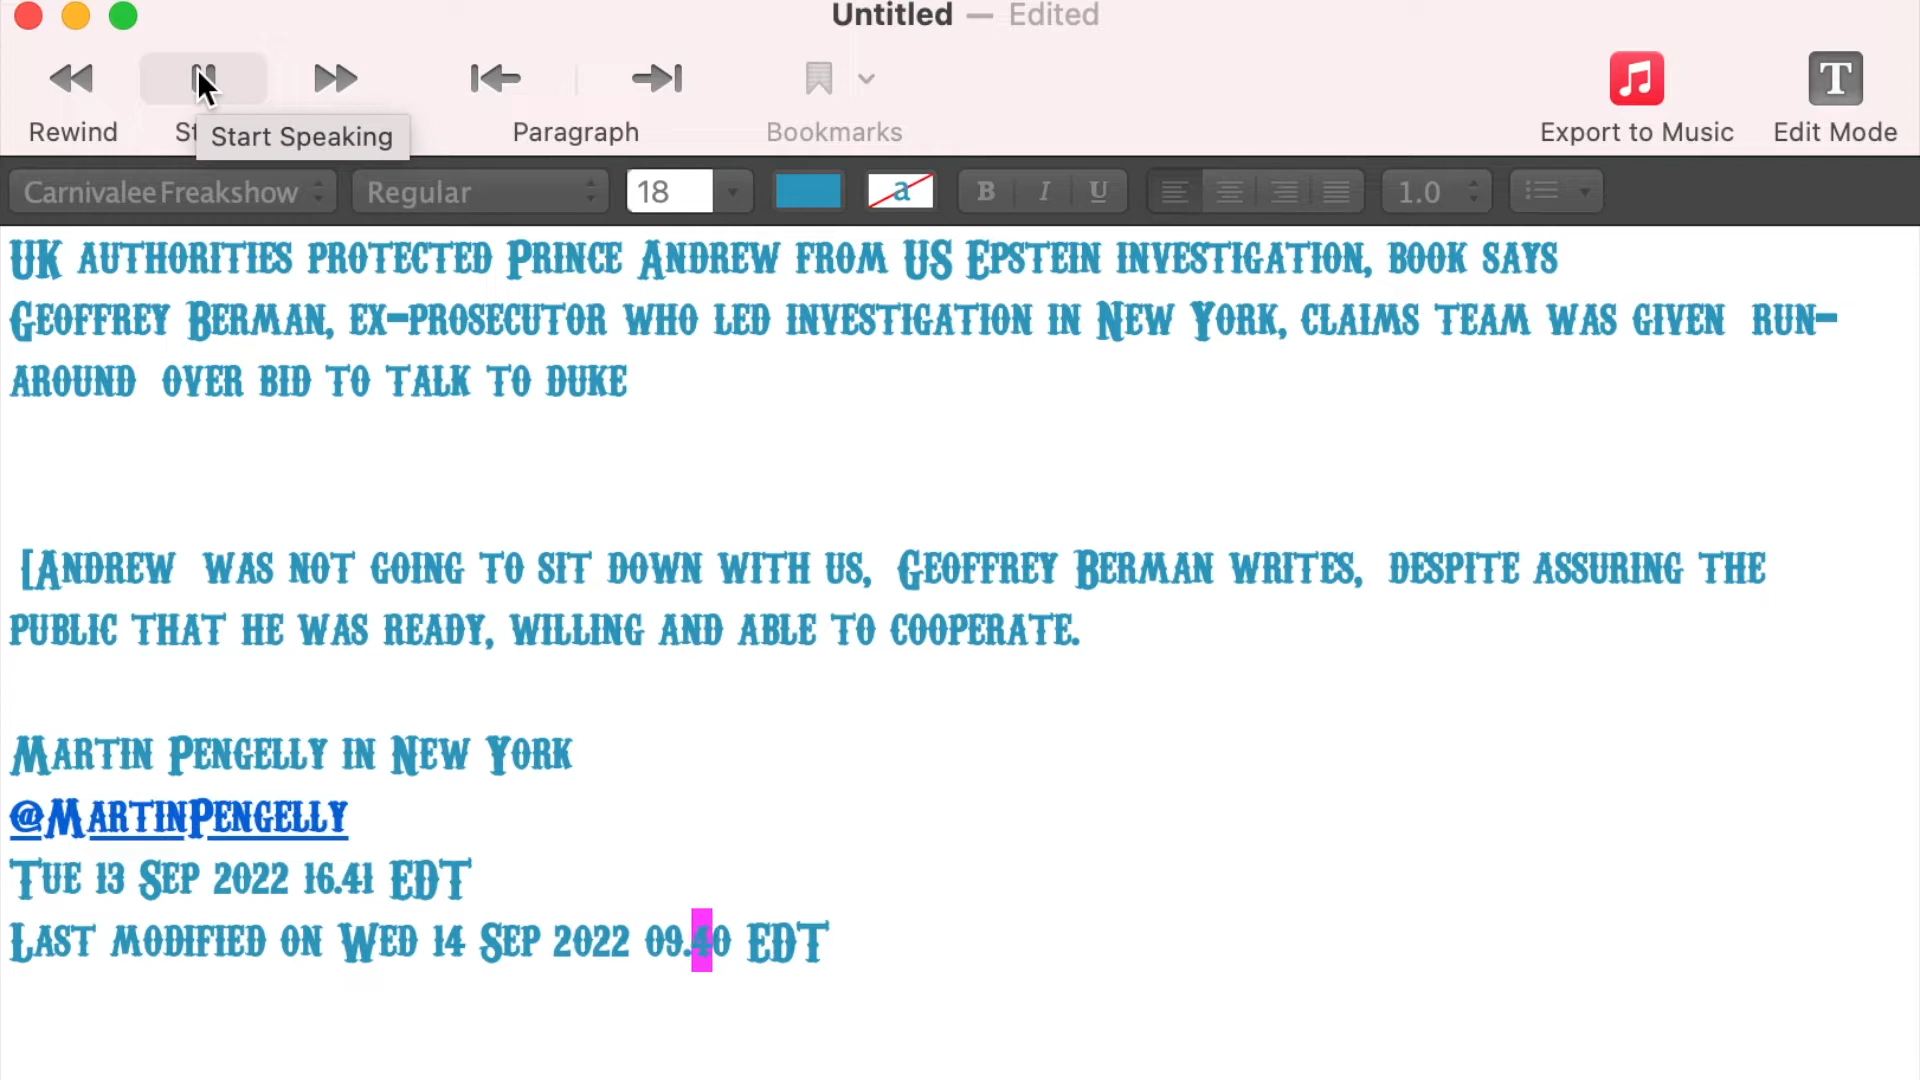 Untitled — Edited
Rewind St Start Speaking Paragraph Bookmarks Export to Music Edit Mode
Carnivalee Freakshow Regular 18 a B I U 1.0
UK authorities protected Prince Andrew from US Epstein investigation, book says
Geoffrey Berman, ex-prosecutor who led investigation in New York, claims team was given run-
around over bid to talk to duke
[Andrew was not going to sit down with us, Geoffrey Berman writes, despite assuring the
public that he was ready, willing and able to cooperate.
Martin Pengelly in New York
@MartinPengelly
Tue 13 Sep 2022 16.41 EDT
Last modified on Wed 14 Sep 2022 09.40 EDT